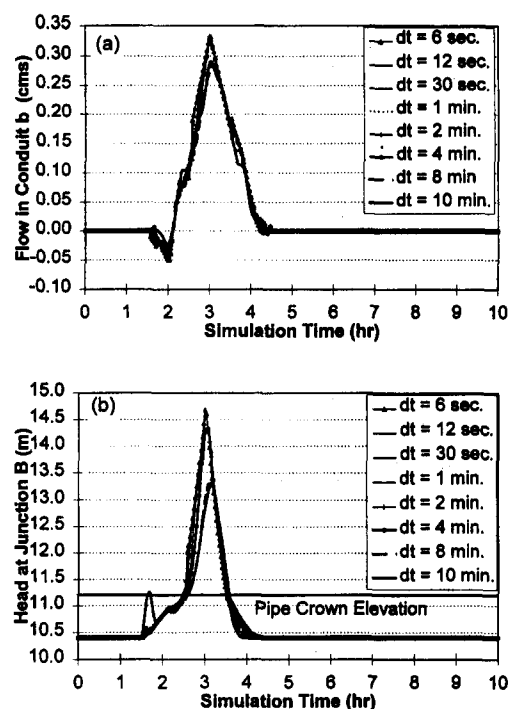 (a)
Flow in Conduit b (cms)
0.35
0.30
0.25
0.20
0.15
0.10
0.05
0.00
-0.05
-0.10
dt = 6 sec.
dt = 12 sec.
dt = 30 sec.
dt = 1 min.
dt = 2 min.
dt = 4 min.
dt = 8 min
dt = 10 min.
0 1 2 3 4 5 6 7 8 9 10
Simulation Time (hr)
(b)
Head at Junction B (m)
15.0
14.5
14.0
13.5
13.0
12.5
12.0
11.5
11.0
10.5
10.0
dt = 6 sec.
dt = 12 sec.
dt = 30 sec.
dt = 1 min.
dt = 2 min.
dt = 4 min.
dt = 8 min.
dt = 10 min.
Pipe Crown Elevation
0 1 2 3 4 5 6 7 8 9 10
Simulation Time (hr)